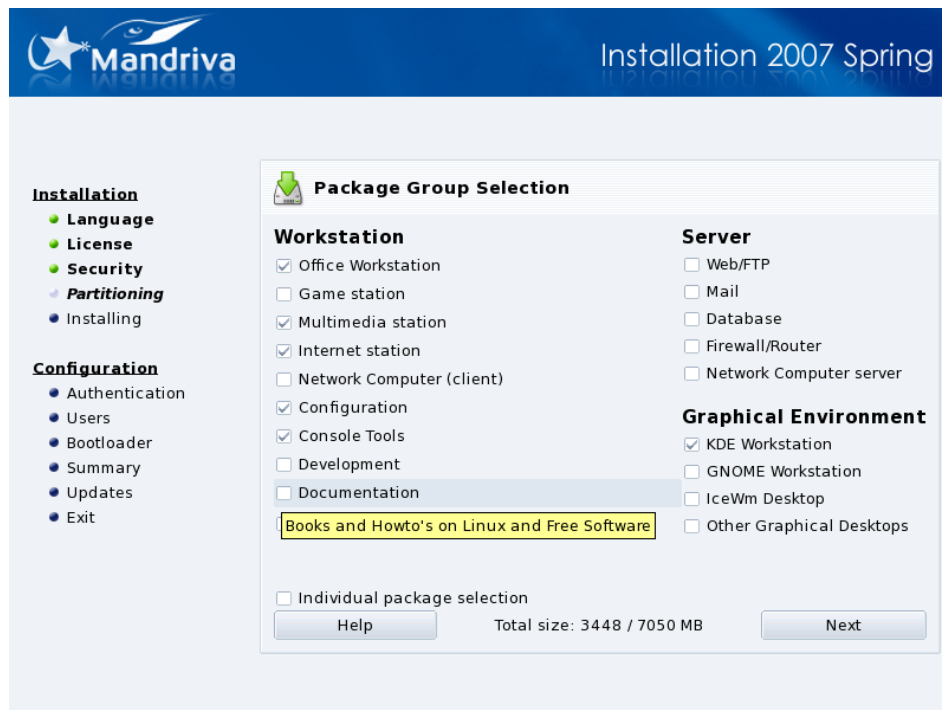 Mandriva
Installation 2007 Spring
Installation
Language
License
Security
Partitioning
Installing
Configuration
Authentication
Users
Bootloader
Summary
Updates
Exit
Package Group Selection
Workstation
Office Workstation
Game station
Multimedia station
Internet station
Network Computer (client)
Configuration
Console Tools
Development
Documentation
Books and Howto's on Linux and Free Software
Server
Web/FTP
Mail
Database
Firewall/Router
Network Computer server
Graphical Environment
KDE Workstation
GNOME Workstation
IceWm Desktop
Other Graphical Desktops
Individual package selection
Help
Total size: 3448 / 7050 MB
Next